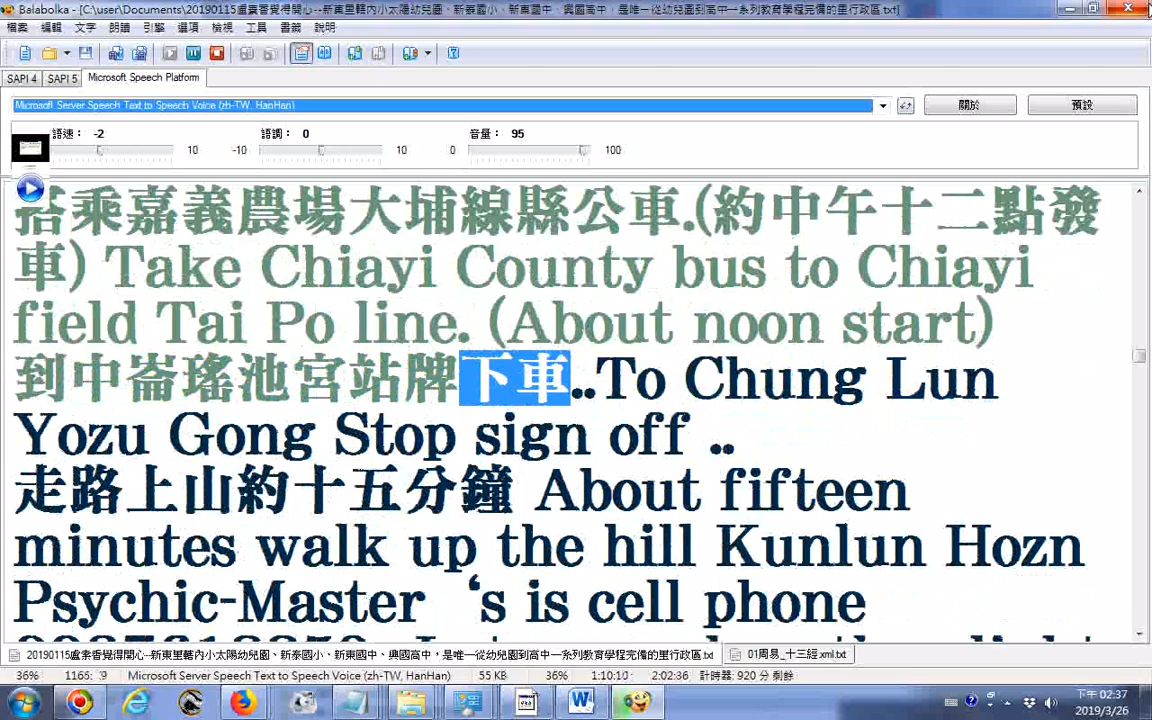 Balabolka - [C:\user\Documents\20190115盧素香覺得開心--新東里轄內小太陽幼兒園、新泰國小、新東國中、興國高中，是唯一從幼兒園到高中一系列教育學程完備的里行政區.txt]
檔案 編輯 文字 朗讀 引擎 選項 檢視 工具 書籤 說明
SAPI 4 SAPI 5 Microsoft Speech Platform
Microsoft Server Speech Text to Speech Voice (zh-TW, HanHan)
關於 預設
語速： -2 語調： 0 音量： 95
10 -10 10 0 100
搭乘嘉義農場大埔線縣公車.(約中午十二點發
車) Take Chiayi County bus to Chiayi
field Tai Po line. (About noon start)
到中崙瑤池宮站牌下車..To Chung Lun
Yozu Gong Stop sign off ..
走路上山約十五分鐘 About fifteen
minutes walk up the hill Kunlun Hozn
Psychic-Master‘s is cell phone
20190115盧素香覺得開心--新東里轄內小太陽幼兒園、新泰國小、新東國中、興國高中，是唯一從幼兒園到高中一系列教育學程完備的里行政區.txt 01周易_十三經.xml.txt
36% Microsoft Server Speech Text to Speech Voice (zh-TW, HanHan) 55 KB 36% 1:10:10 2:02:36 計時器: 920 分 剩餘
下午 02:37
2019/3/26